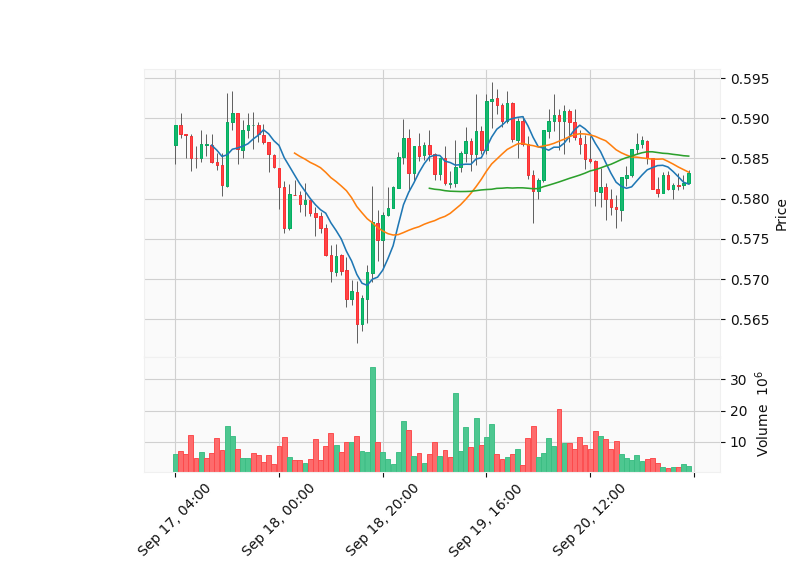 0.595
0.590
0.585
0.580
0.575
0.570
0.565
Price
30
20
10
Volume 10^6
Sep 17, 04:00
Sep 18, 00:00
Sep 18, 20:00
Sep 19, 16:00
Sep 20, 12:00